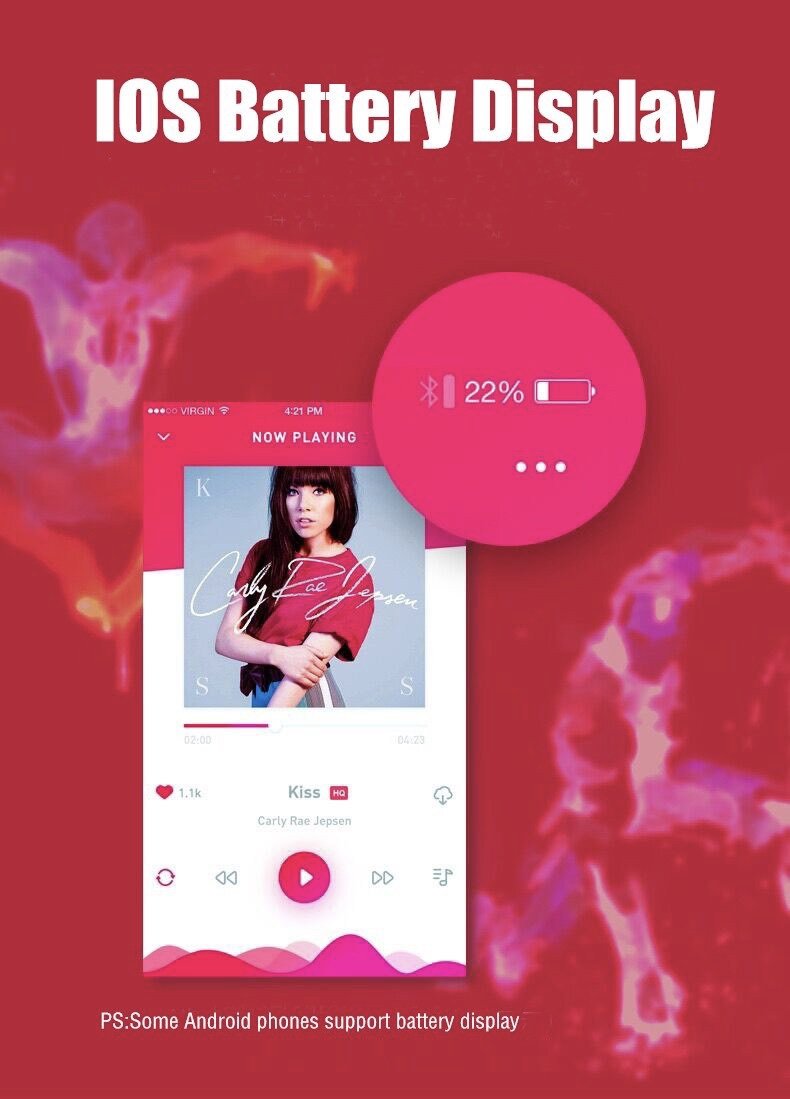 IOS Battery Display
22%
VIRGIN 4:21 PM
NOW PLAYING
K
Carly Rae Jepsen
S S
02:00 04:23
1.1k Kiss HQ
Carly Rae Jepsen
PS:Some Android phones support battery display